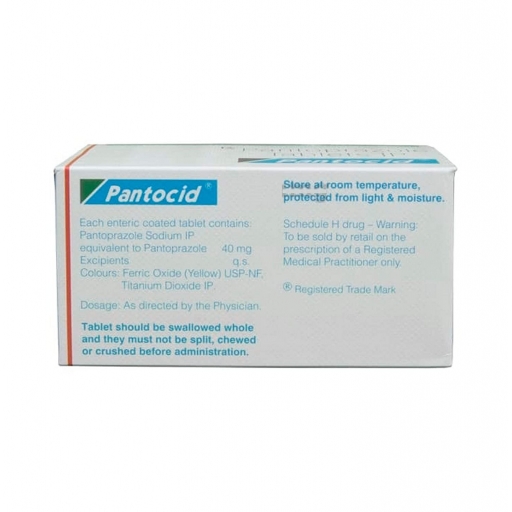 & Pantoprazole
Tablets IP
Pantocid®
Each enteric coated tablet contains:
Pantoprazole Sodium IP
equivalent to Pantoprazole 40 mg
Excipients q.s.
Colours: Ferric Oxide (Yellow) USP-NF,
Titanium Dioxide IP.
Dosage: As directed by the Physician.
Tablet should be swallowed whole
and they must not be split, chewed
or crushed before administration.
Store at room temperature,
protected from light & moisture.
Schedule H drug – Warning:
To be sold by retail on the
prescription of a Registered
Medical Practitioner only.
® Registered Trade Mark